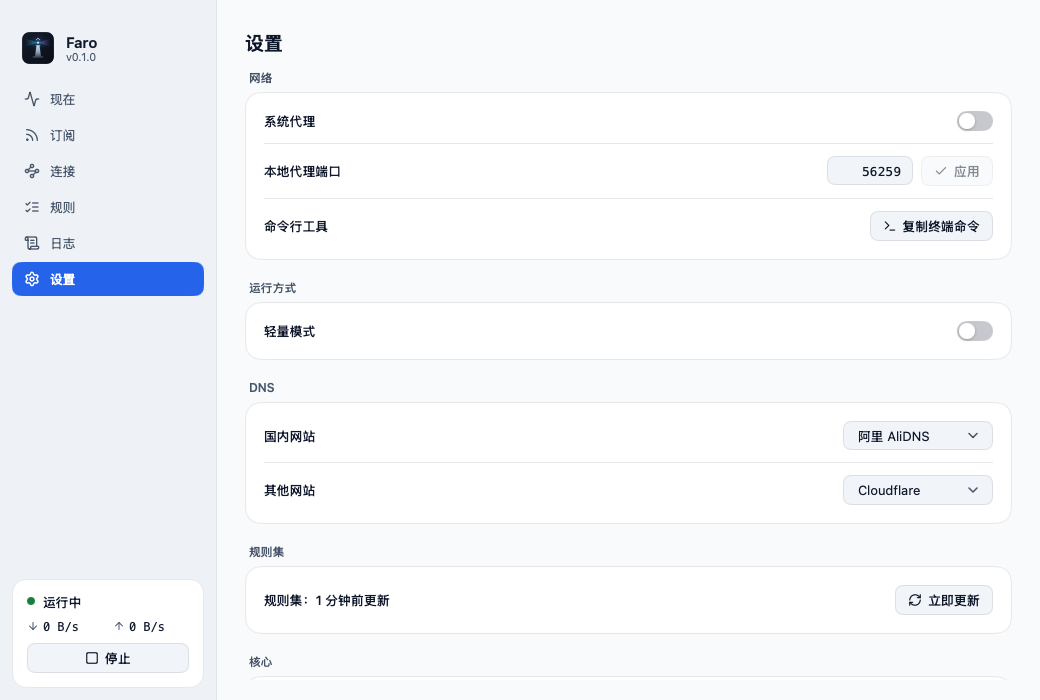 Faro
v0.1.0
现在
订阅
连接
规则
日志
设置
运行中
0 B/s 0 B/s
停止
设置
网络
系统代理
本地代理端口 56259 应用
命令行工具 复制终端命令
运行方式
轻量模式
DNS
国内网站 阿里 AliDNS
其他网站 Cloudflare
规则集
规则集：1 分钟前更新 立即更新
核心